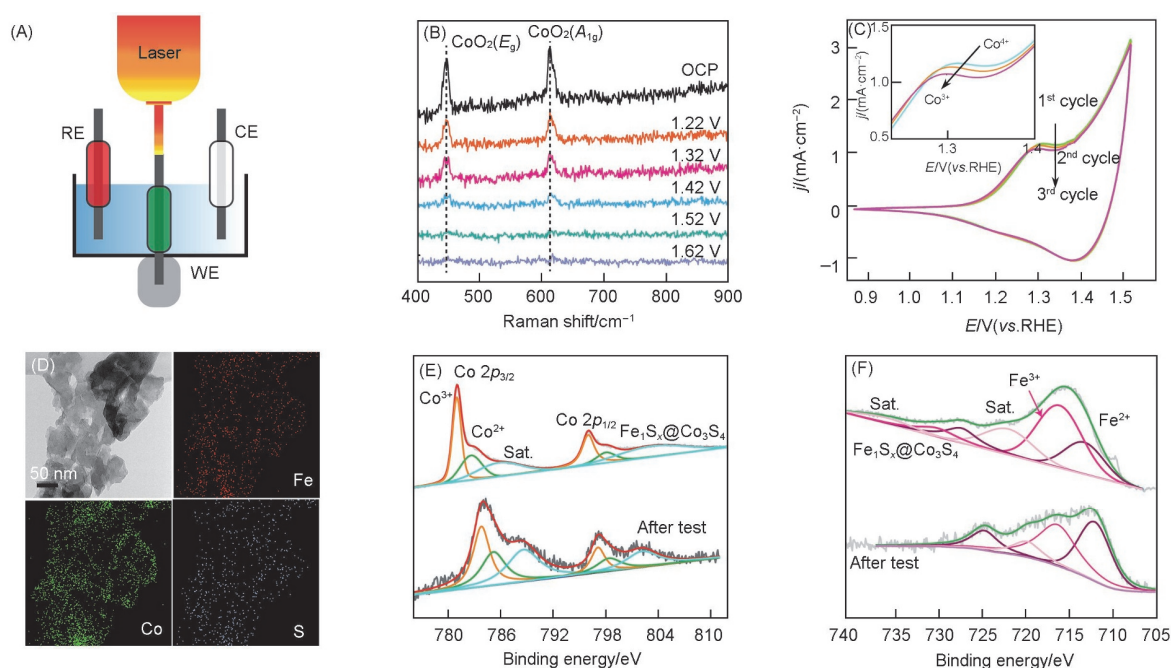 (A)
Laser
RE
CE
WE
(B)
CoO₂(Eg)
CoO₂(A1g)
OCP
1.22 V
1.32 V
1.42 V
1.52 V
1.62 V
400 500 600 700 800 900
Raman shift/cm⁻¹
(C)
j/(mA·cm⁻²)
3
2
1
0
−1
0.9 1.0 1.1 1.2 1.3 1.4 1.5
E/V(vs.RHE)
j/(mA·cm⁻²)
1.5
1.0
0.5
Co⁴⁺
Co³⁺
1.3 1.4
E/V(vs.RHE)
1st cycle
2nd cycle
3rd cycle
(D)
50 nm
Fe
Co
S
(E)
Co 2p3/2
Co³⁺
Co²⁺
Sat.
Co 2p1/2
Fe₁Sₓ@Co₃S₄
After test
780 786 792 798 804 810
Binding energy/eV
(F)
Fe³⁺
Sat.
Sat.
Fe²⁺
Fe₁Sₓ@Co₃S₄
After test
740 735 730 725 720 715 710 705
Binding energy/eV